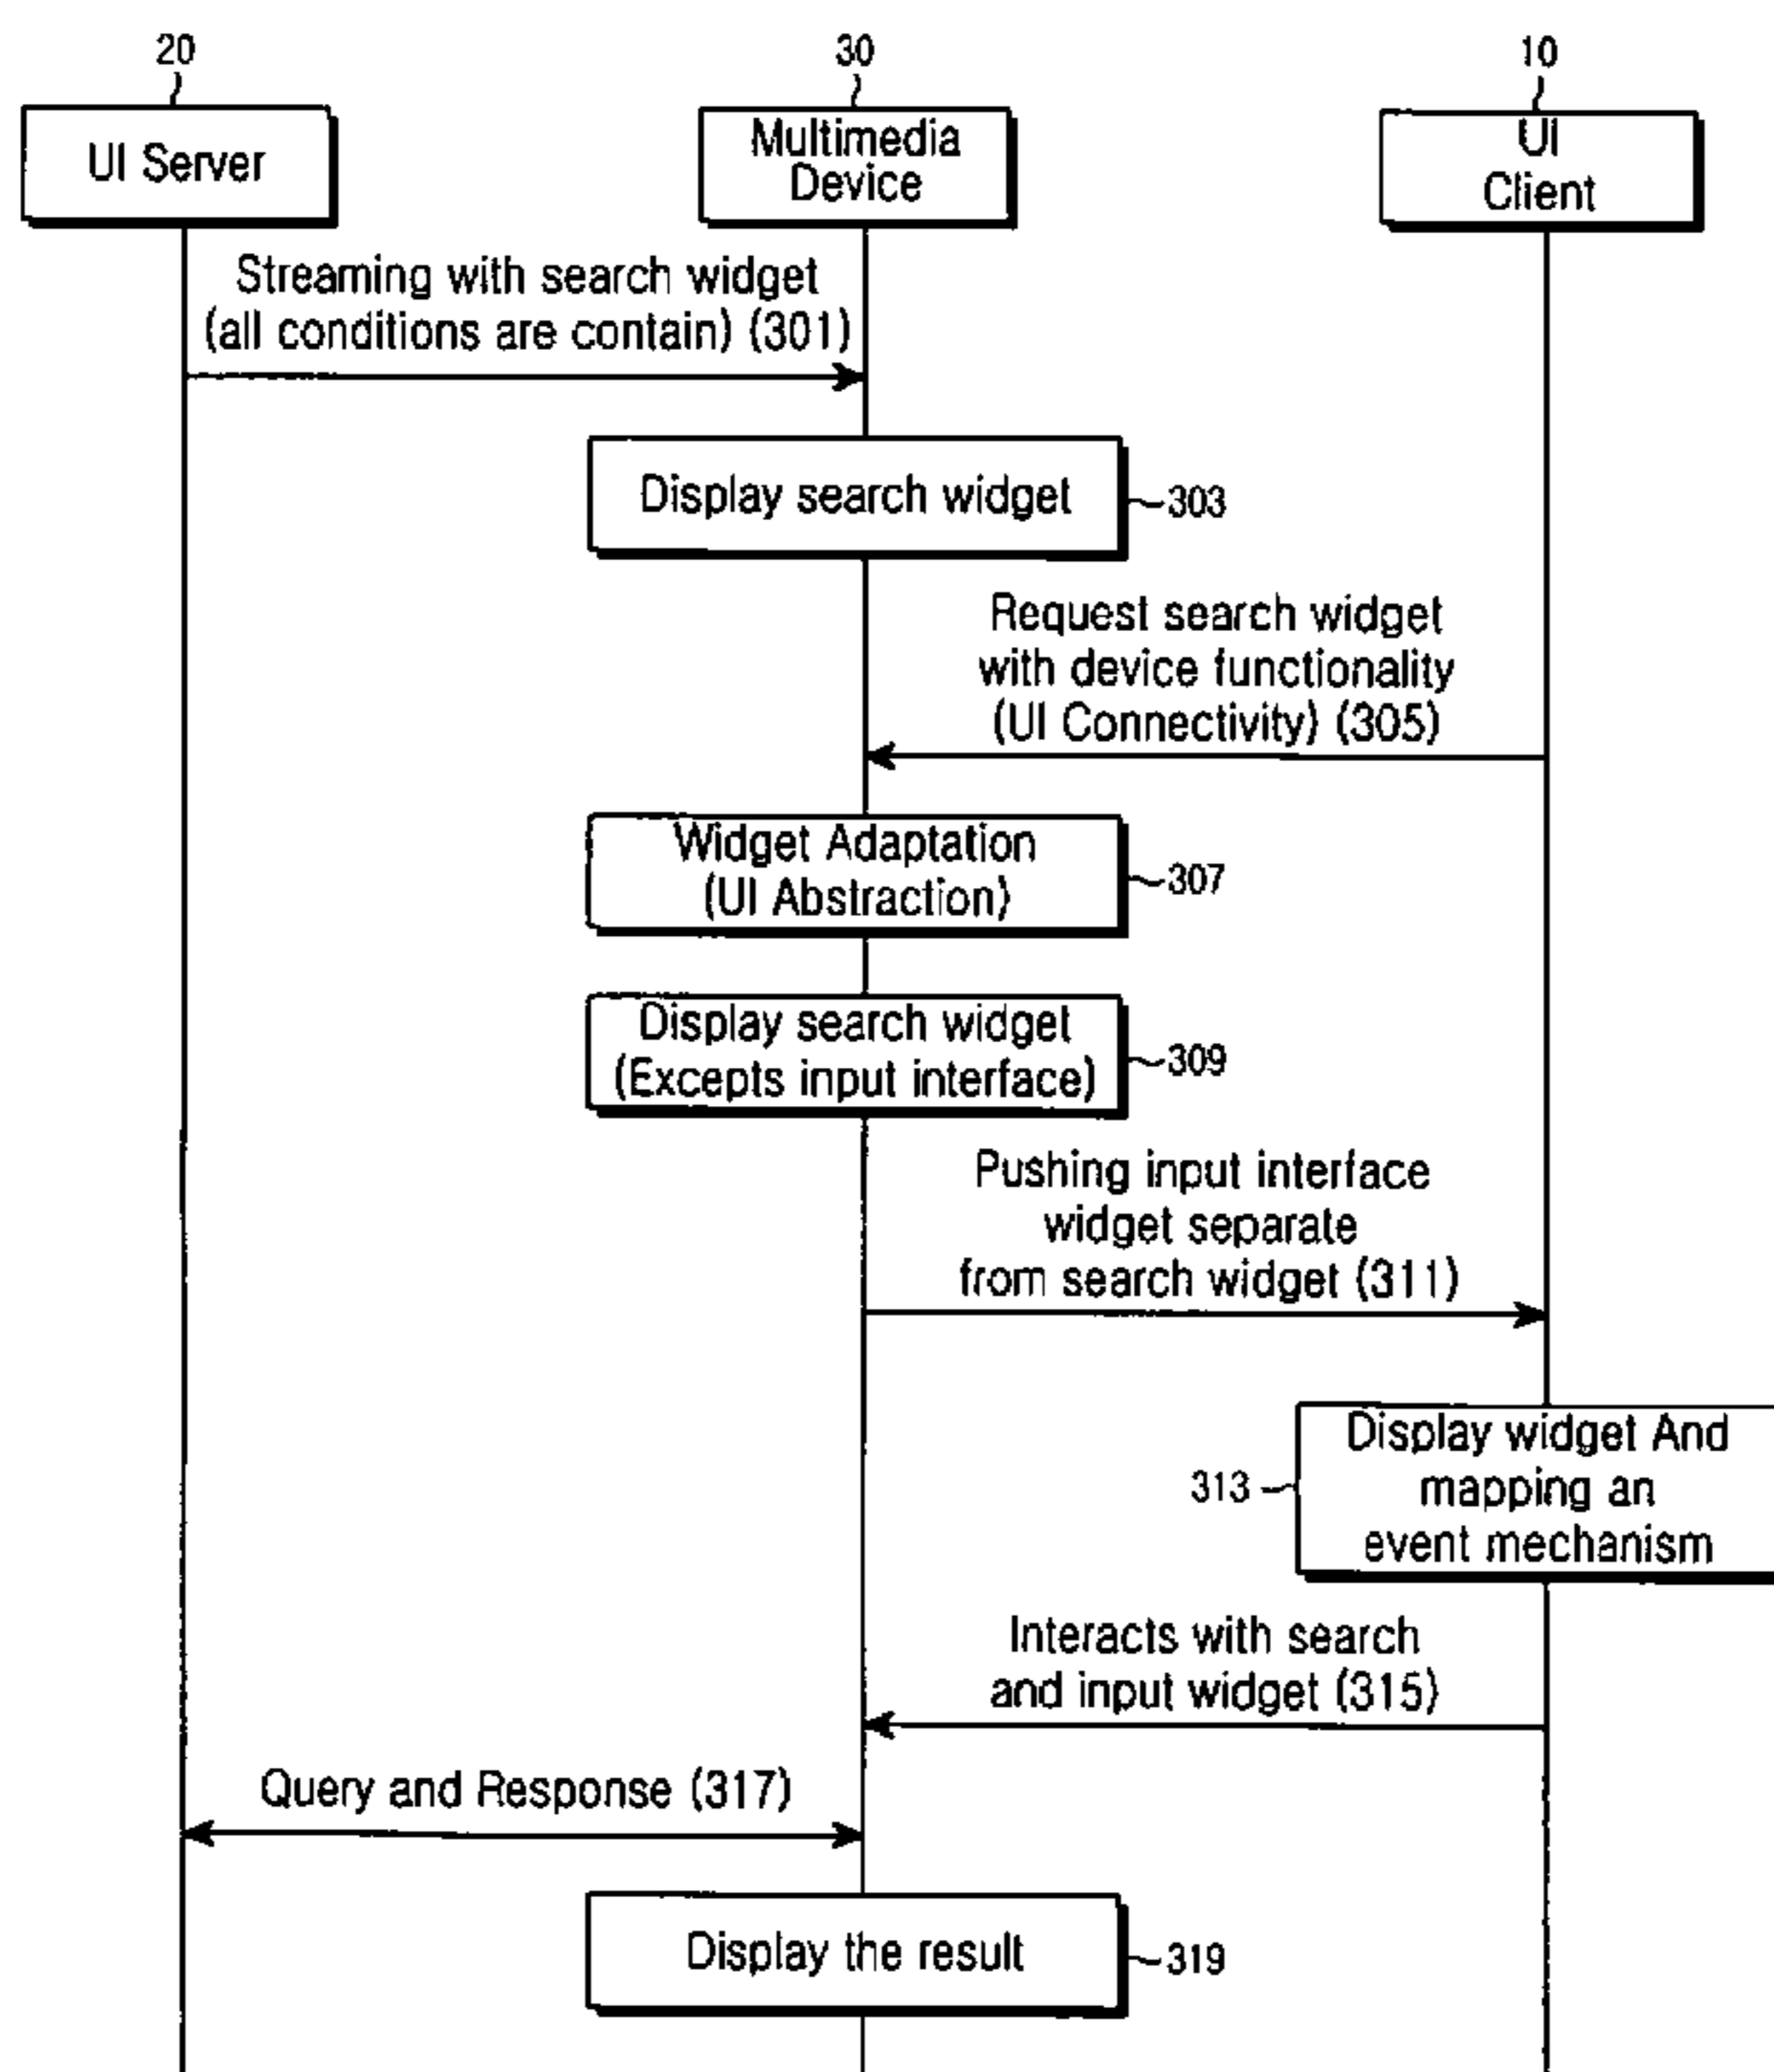 20
30
10
UI Server
Multimedia
Device
UI
Client
Streaming with search widget
(all conditions are contain) (301)
Display search widget
303
Request search widget
with device functionality
(UI Connectivity) (305)
Widget Adaptation
(UI Abstraction)
307
Display search widget
(Excepts input interface)
309
Pushing input interface
widget separate
from search widget (311)
Display widget And
mapping an
event mechanism
313
Interacts with search
and input widget (315)
Query and Response (317)
Display the result
319